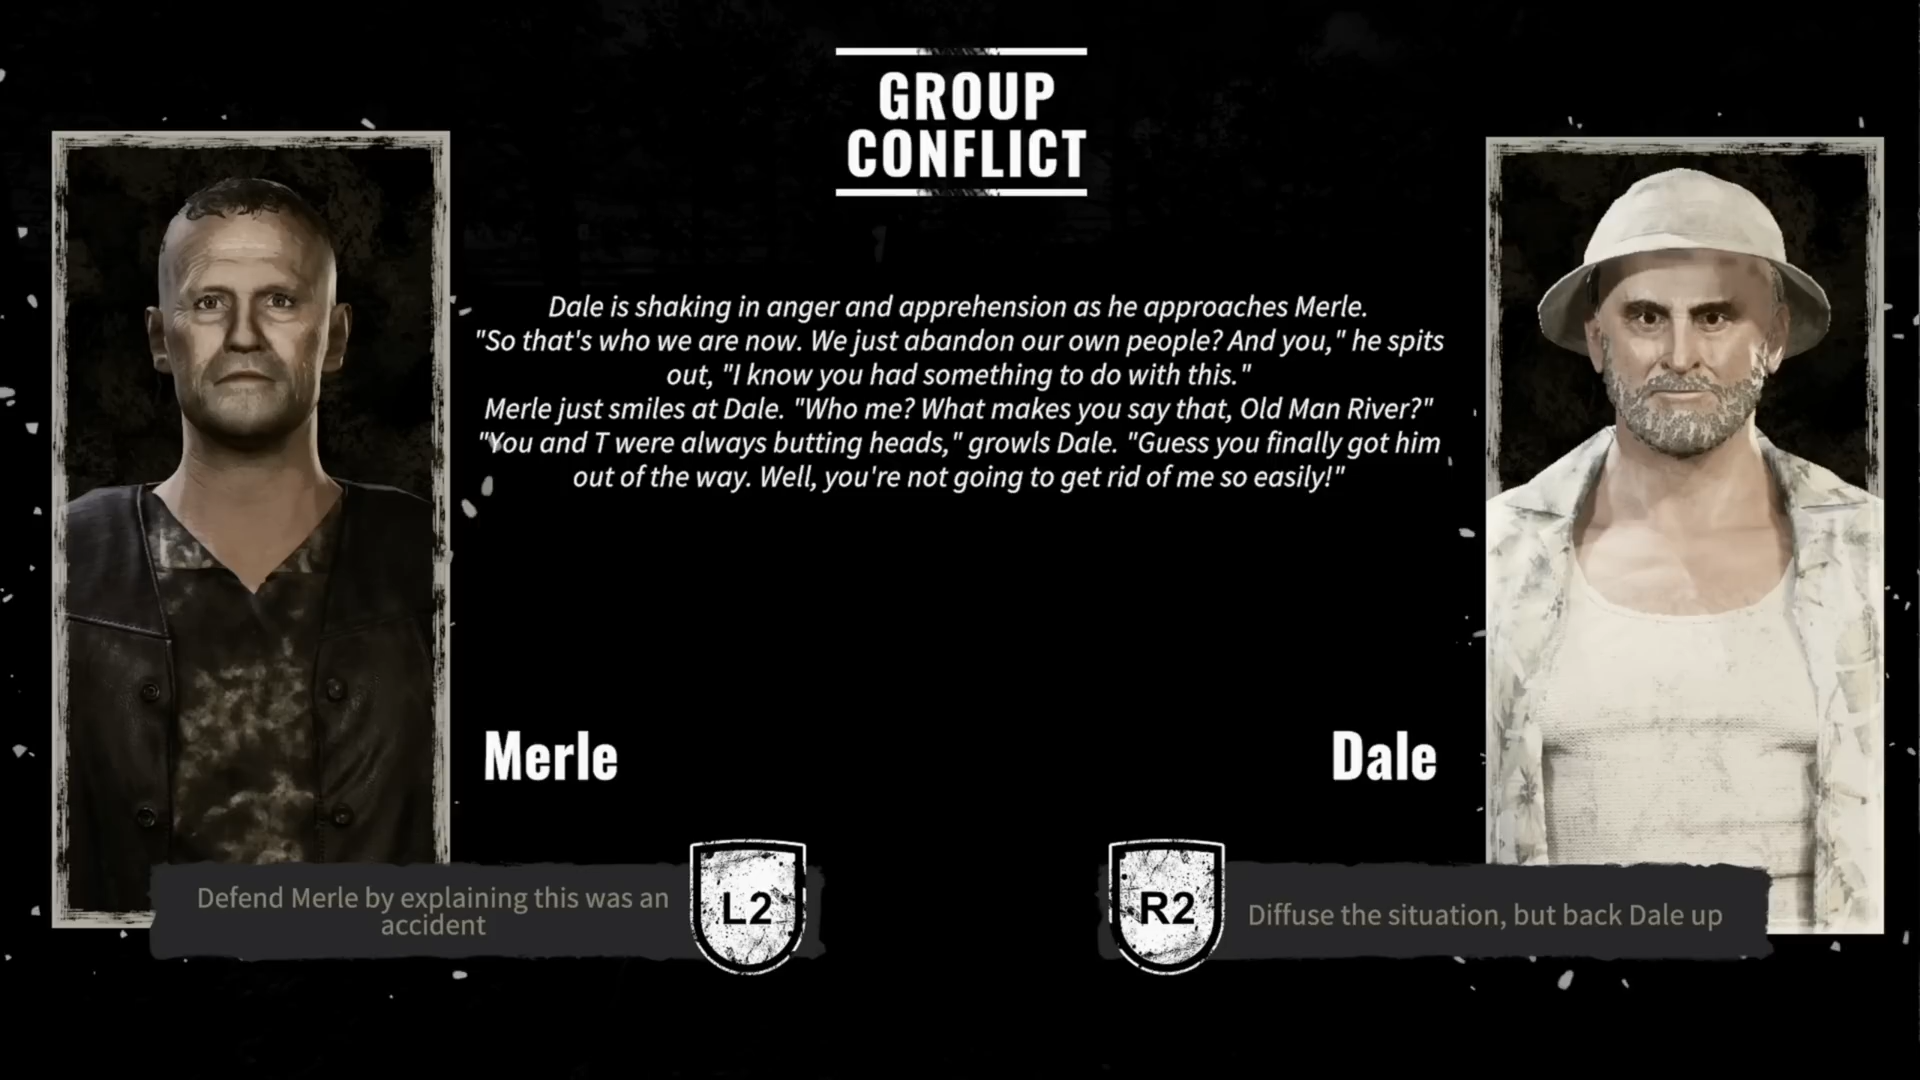 GROUP
CONFLICT
Dale is shaking in anger and apprehension as he approaches Merle.
"So that's who we are now. We just abandon our own people? And you," he spits
out, "I know you had something to do with this."
Merle just smiles at Dale. "Who me? What makes you say that, Old Man River?"
"You and T were always butting heads," growls Dale. "Guess you finally got him
out of the way. Well, you're not going to get rid of me so easily!"
Merle
Dale
Defend Merle by explaining this was an
accident
L2
R2
Diffuse the situation, but back Dale up